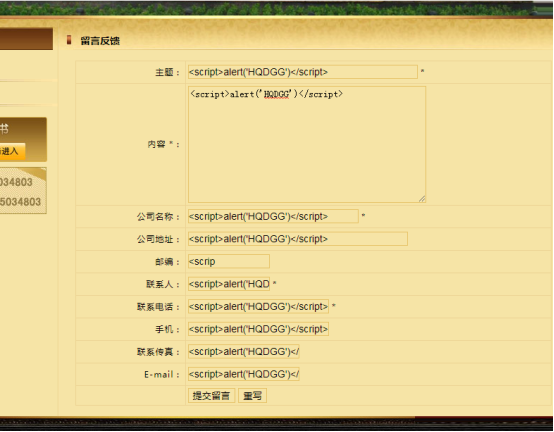 留言反馈
主题： <script>alert('HQDGG')</script> *
<script>alert('HQDGG')</script>
内容 *：
书
进入
公司名称： <script>alert('HQDGG')</script> *
034803
5034803
公司地址： <script>alert('HQDGG')</script>
邮编： <scrip
联系人： <script>alert('HQD *
联系电话： <script>alert('HQDGG')</script> *
手机： <script>alert('HQDGG')</script>
联系传真： <script>alert('HQDGG')</
E-mail： <script>alert('HQDGG')</
提交留言 重写